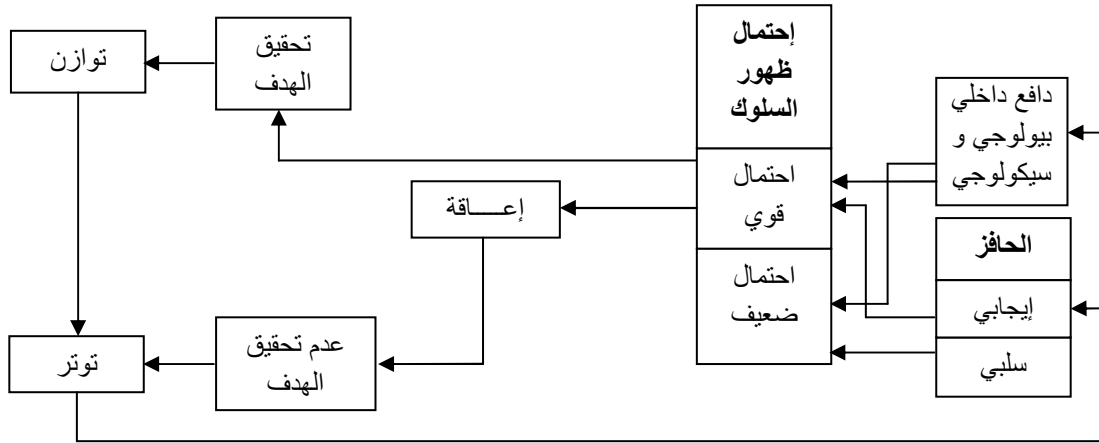 إحتمال
ظهور
السلوك
احتمال
قوي
احتمال
ضعيف
دافع داخلي
بيولوجي و
سيكولوجي
الحافز
إيجابي
سلبي
تحقيق
الهدف
توازن
إعـــــاقة
عدم تحقيق
الهدف
توتر